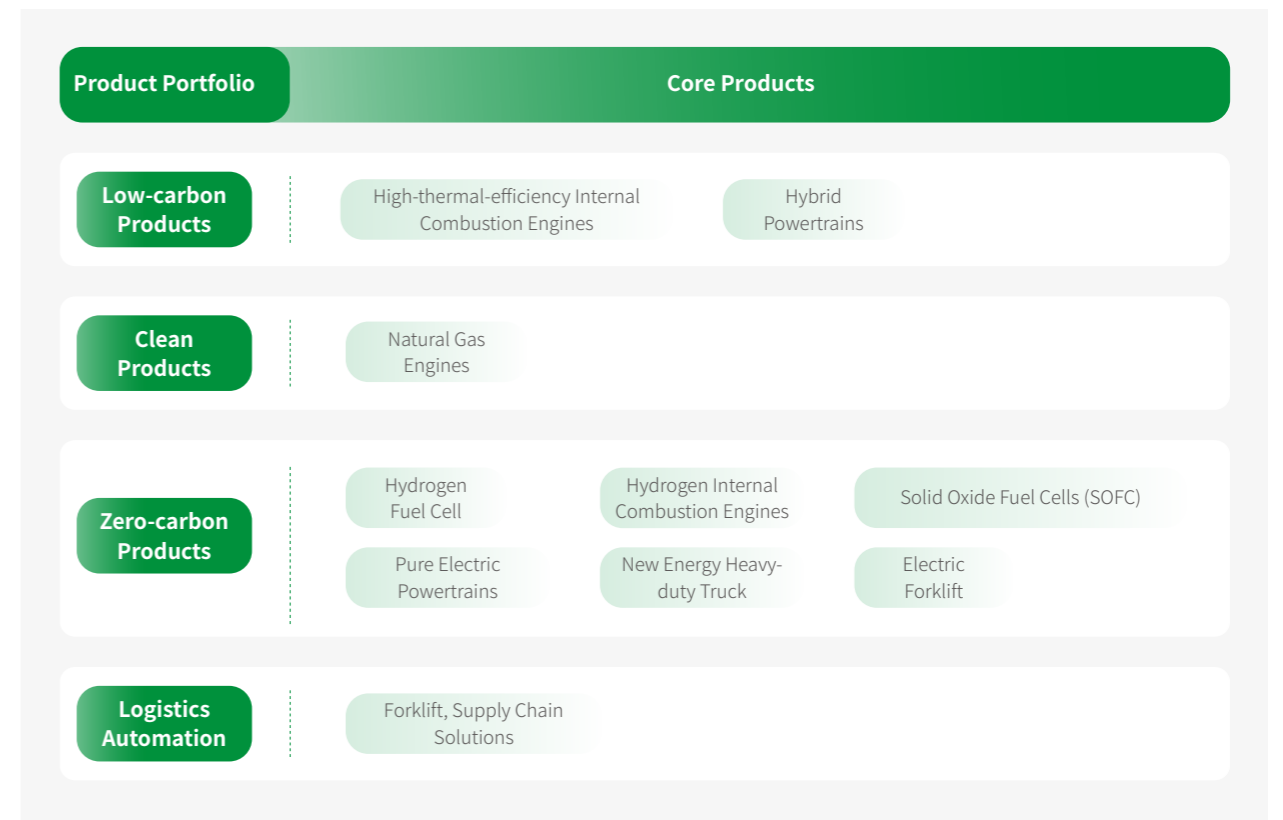 Product Portfolio
Core Products
Low-carbon
Products
High-thermal-efficiency Internal
Combustion Engines
Hybrid
Powertrains
Clean
Products
Natural Gas
Engines
Zero-carbon
Products
Hydrogen
Fuel Cell
Hydrogen Internal
Combustion Engines
Solid Oxide Fuel Cells (SOFC)
Pure Electric
Powertrains
New Energy Heavy-
duty Truck
Electric
Forklift
Logistics
Automation
Forklift, Supply Chain
Solutions